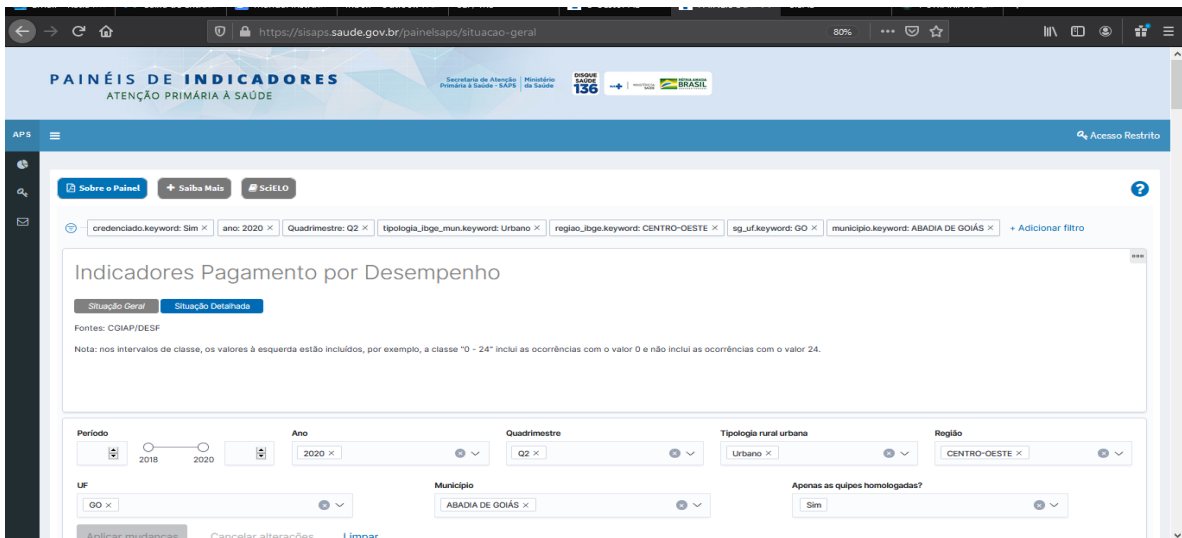 https://sisaps.saude.gov.br/painelsaps/situacao-geral
80%
PAINÉIS DE INDICADORES
ATENÇÃO PRIMÁRIA À SAÚDE
Secretaria de Atenção Primária à Saúde - SAPS
Ministério da Saúde
DISQUE SAÚDE 136
PÁTRIA AMADA BRASIL
APS
Acesso Restrito
Sobre o Painel
+ Saiba Mais
SciELO
credenciado.keyword: Sim ×
ano: 2020 ×
Quadrimestre: Q2 ×
tipologia_ibge_mun.keyword: Urbano ×
regiao_ibge.keyword: CENTRO-OESTE ×
sg_uf.keyword: GO ×
municipio.keyword: ABADIA DE GOIÁS ×
+ Adicionar filtro
Indicadores Pagamento por Desempenho
Situação Geral
Situação Detalhada
Fontes: CGIAP/DESF
Nota: nos intervalos de classe, os valores à esquerda estão incluídos, por exemplo, a classe "0 - 24" inclui as ocorrências com o valor 0 e não inclui as ocorrências com o valor 24.
Período
2018
2020
Ano
2020 ×
Quadrimestre
Q2 ×
Tipologia rural urbana
Urbano ×
Região
CENTRO-OESTE ×
UF
GO ×
Município
ABADIA DE GOIÁS ×
Apenas as quipes homologadas?
Sim
Aplicar mudanças
Cancelar alterações
Limpar